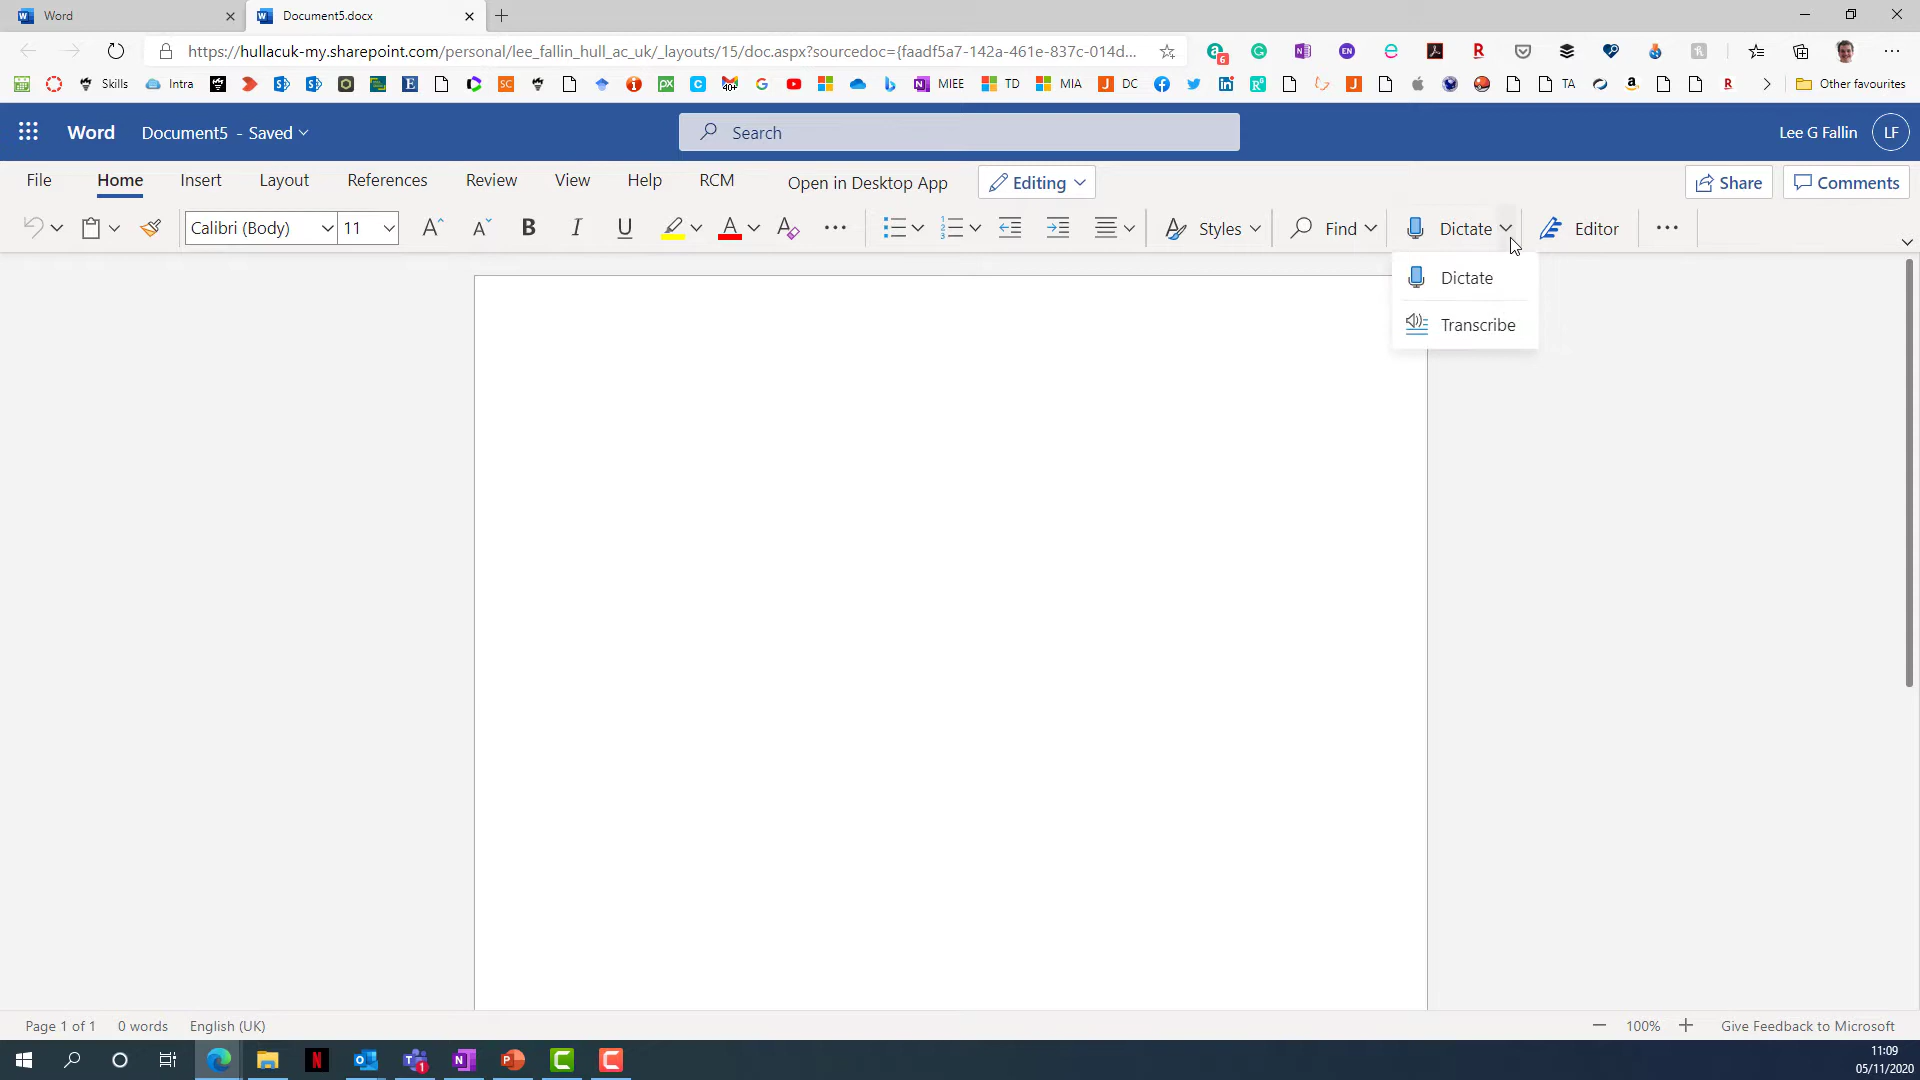 Word
Document5.docx
https://hullacuk-my.sharepoint.com/personal/lee_fallin_hull_ac_uk/_layouts/15/doc.aspx?sourcedoc={faadf5a7-142a-461e-837c-014d...
6
EN
Skills
Intra
SC
40+
MIEE
TD
MIA
DC
TA
Other favourites
Word
Document5 - Saved
Search
Lee G Fallin
LF
File
Home
Insert
Layout
References
Review
View
Help
RCM
Open in Desktop App
Editing
Share
Comments
Calibri (Body)
11
B
I
U
Styles
Find
Dictate
Editor
Dictate
Transcribe
Page 1 of 1
0 words
English (UK)
100%
Give Feedback to Microsoft
11:09
05/11/2020